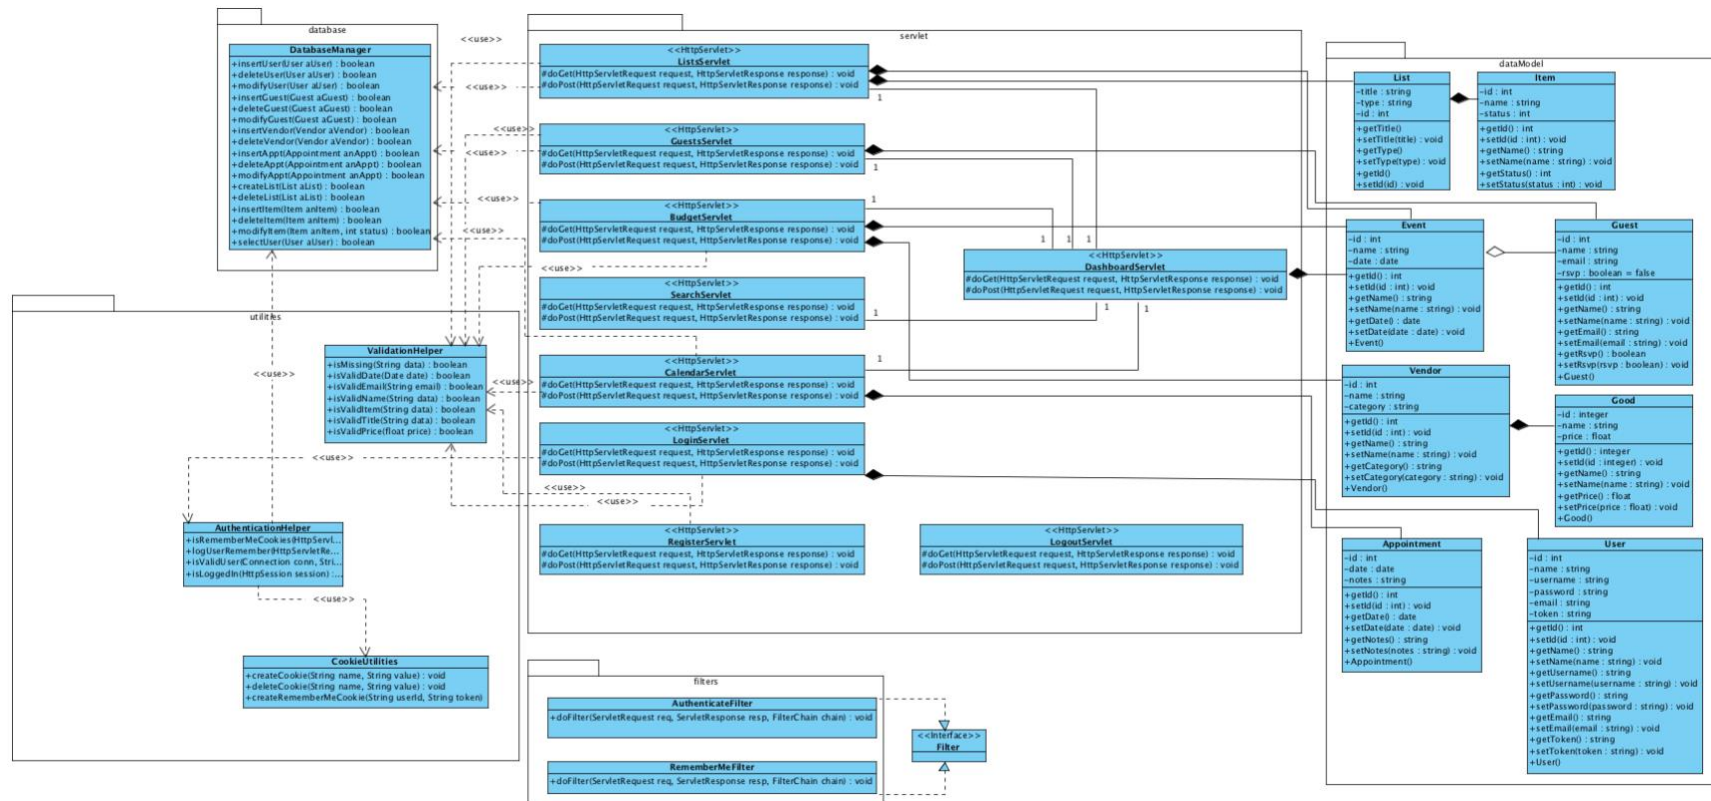 database
DatabaseManager
+insertUser(User aUser) : boolean
+deleteUser(User aUser) : boolean
+modifyUser(User aUser) : boolean
+insertGuest(Guest aGuest) : boolean
+deleteGuest(Guest aGuest) : boolean
+modifyGuest(Guest aGuest) : boolean
+insertVendor(Vendor aVendor) : boolean
+deleteVendor(Vendor aVendor) : boolean
+insertAppt(Appointment anAppt) : boolean
+deleteAppt(Appointment anAppt) : boolean
+modifyAppt(Appointment anAppt) : boolean
+createList(List aList) : boolean
+deleteList(List aList) : boolean
+insertItem(Item anItem) : boolean
+deleteItem(Item anItem) : boolean
+modifyItem(Item anItem, int status) : boolean
+selectUser(User aUser) : boolean
<<use>>
<<use>>
<<use>>
<<use>>
<<use>>
<<use>>
<<use>>
<<use>>
<<use>>
<<use>>
<<use>>
<<use>>
<<use>>
utilities
ValidationHelper
+isMissing(String data) : boolean
+isValidDate(Date date) : boolean
+isValidEmail(String email) : boolean
+isValidName(String data) : boolean
+isValidItem(String data) : boolean
+isValidTitle(String data) : boolean
+isValidPrice(float price) : boolean
AuthenticationHelper
+isRememberMeCookies(HttpServl...
+logUserRemember(HttpServletRe...
+isValidUser(Connection conn, Stri...
+isLoggedIn(HttpSession session) :...
CookieUtilities
+createCookie(String name, String value) : void
+deleteCookie(String name, String value) : void
+createRememberMeCookie(String userId, String token)
servlet
<<HttpServlet>>
ListsServlet
#doGet(HttpServletRequest request, HttpServletResponse response) : void
#doPost(HttpServletRequest request, HttpServletResponse response) : void
1
<<HttpServlet>>
GuestsServlet
#doGet(HttpServletRequest request, HttpServletResponse response) : void
#doPost(HttpServletRequest request, HttpServletResponse response) : void
1
<<HttpServlet>>
BudgetServlet
#doGet(HttpServletRequest request, HttpServletResponse response) : void
#doPost(HttpServletRequest request, HttpServletResponse response) : void
1
1 1 1
<<HttpServlet>>
DashboardServlet
#doGet(HttpServletRequest request, HttpServletResponse response) : void
#doPost(HttpServletRequest request, HttpServletResponse response) : void
1
1
<<HttpServlet>>
SearchServlet
#doGet(HttpServletRequest request, HttpServletResponse response) : void
#doPost(HttpServletRequest request, HttpServletResponse response) : void
1
<<HttpServlet>>
CalendarServlet
#doGet(HttpServletRequest request, HttpServletResponse response) : void
#doPost(HttpServletRequest request, HttpServletResponse response) : void
1
<<HttpServlet>>
LoginServlet
#doGet(HttpServletRequest request, HttpServletResponse response) : void
#doPost(HttpServletRequest request, HttpServletResponse response) : void
<<HttpServlet>>
RegisterServlet
#doGet(HttpServletRequest request, HttpServletResponse response) : void
#doPost(HttpServletRequest request, HttpServletResponse response) : void
<<HttpServlet>>
LogoutServlet
#doGet(HttpServletRequest request, HttpServletResponse response) : void
#doPost(HttpServletRequest request, HttpServletResponse response) : void
filters
AuthenticateFilter
+doFilter(ServletRequest req, ServletResponse resp, FilterChain chain) : void
RememberMeFilter
+doFilter(ServletRequest req, ServletResponse resp, FilterChain chain) : void
<<Interface>>
Filter
dataModel
List
-title : string
-type : string
-id : int
+getTitle()
+setTitle(title) : void
+getType()
+setType(type) : void
+getId()
+setId(id) : void
Item
-id : int
-name : string
-status : int
+getId() : int
+setId(id : int) : void
+getName() : string
+setName(name : string) : void
+getStatus() : int
+setStatus(status : int) : void
Event
-id : int
-name : string
-date : date
+getId() : int
+setId(id : int) : void
+getName() : string
+setName(name : string) : void
+getDate() : date
+setDate(date : date) : void
+Event()
Guest
-id : int
-name : string
-email : string
-rsvp : boolean = false
+getId() : int
+setId(id : int) : void
+getName() : string
+setName(name : string) : void
+getEmail() : string
+setEmail(email : string) : void
+getRsvp() : boolean
+setRsvp(rsvp : boolean) : void
+Guest()
Vendor
-id : int
-name : string
-category : string
+getId() : int
+setId(id : int) : void
+getName() : string
+setName(name : string) : void
+getCategory() : string
+setCategory(category : string) : void
+Vendor()
Good
-id : integer
-name : string
-price : float
+getId() : integer
+setId(id : integer) : void
+getName() : string
+setName(name : string) : void
+getPrice() : float
+setPrice(price : float) : void
+Good()
Appointment
-id : int
-date : date
-notes : string
+getId() : int
+setId(id : int) : void
+getDate() : date
+setDate(date : date) : void
+getNotes() : string
+setNotes(notes : string) : void
+Appointment()
User
-id : int
-name : string
-username : string
-password : string
-email : string
-token : string
+getId() : int
+setId(id : int) : void
+getName() : string
+setName(name : string) : void
+getUsername() : string
+setUsername(username : string) : void
+getPassword() : string
+setPassword(password : string) : void
+getEmail() : string
+setEmail(email : string) : void
+getToken() : string
+setToken(token : string) : void
+User()